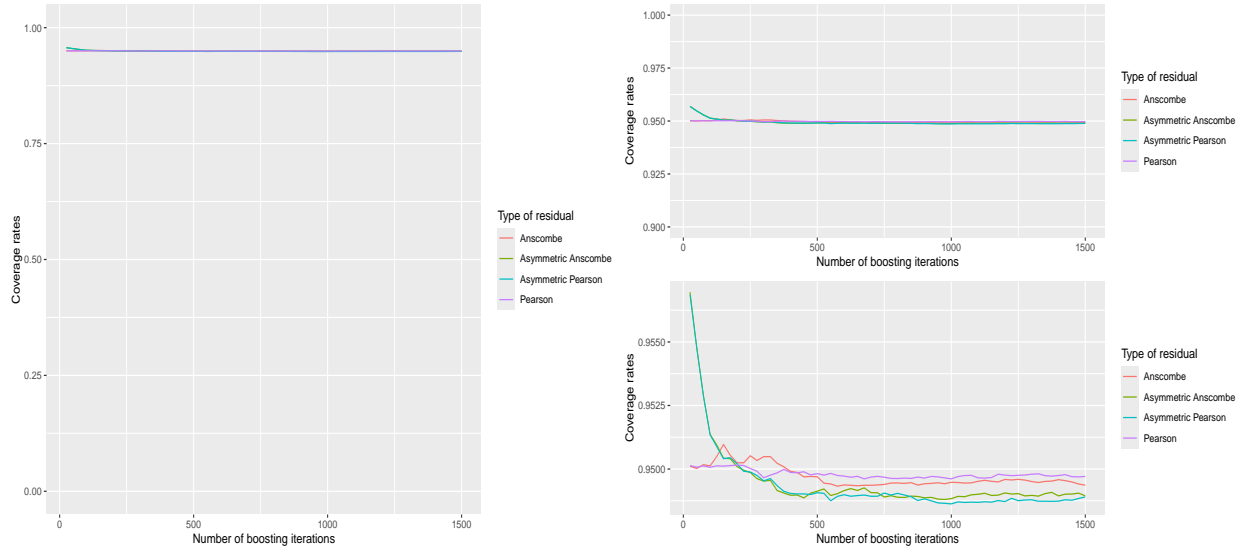 1.00
0.75
0.50
0.25
0.00
Coverage rates
0
500
1000
1500
Number of boosting iterations
Type of residual
Anscombe
Asymmetric Anscombe
Asymmetric Pearson
Pearson
1.000
0.975
0.950
0.925
0.900
Coverage rates
0
500
1000
1500
Number of boosting iterations
Type of residual
Anscombe
Asymmetric Anscombe
Asymmetric Pearson
Pearson
0.9550
0.9525
0.9500
Coverage rates
0
500
1000
1500
Number of boosting iterations
Type of residual
Anscombe
Asymmetric Anscombe
Asymmetric Pearson
Pearson